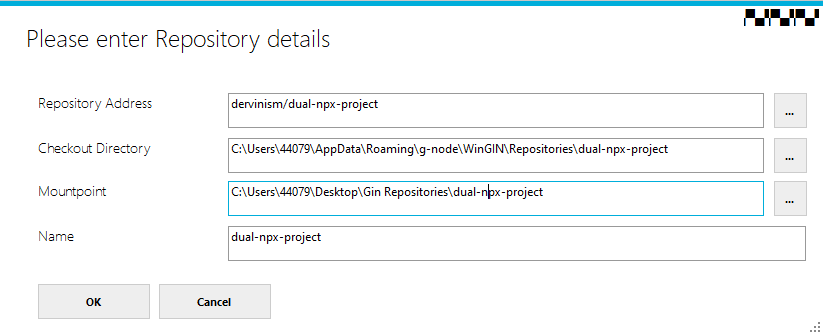 Please enter Repository details
Repository Address
dervinism/dual-npx-project
...
Checkout Directory
C:\Users\44079\AppData\Roaming\g-node\WinGIN\Repositories\dual-npx-project
...
Mountpoint
C:\Users\44079\Desktop\Gin Repositories\dual-npx-project
...
Name
dual-npx-project
OK
Cancel